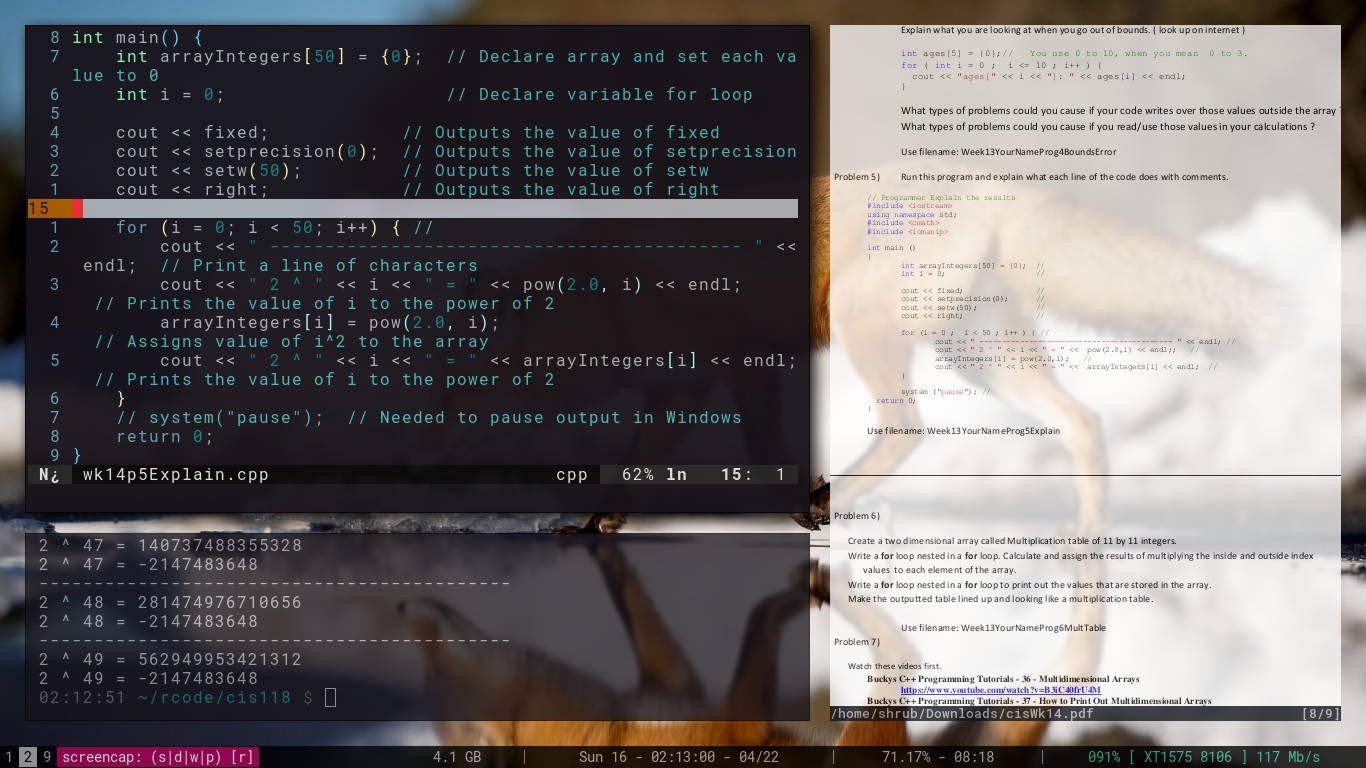 8 int main() {
7     int arrayIntegers[50] = {0};  // Declare array and set each va
lue to 0
6     int i = 0;                    // Declare variable for loop
5
4     cout << fixed;            // Outputs the value of fixed
3     cout << setprecision(0);  // Outputs the value of setprecision
2     cout << setw(50);         // Outputs the value of setw
1     cout << right;            // Outputs the value of right
15
1     for (i = 0; i < 50; i++) { //
2         cout << " ------------------------------------------- " <<
 endl;  // Print a line of characters
3         cout << " 2 ^ " << i << " = " << pow(2.0, i) << endl;
  // Prints the value of i to the power of 2
4         arrayIntegers[i] = pow(2.0, i);
  // Assigns value of i^2 to the array
5         cout << " 2 ^ " << i << " = " << arrayIntegers[i] << endl;
  // Prints the value of i to the power of 2
6     }
7     // system("pause");  // Needed to pause output in Windows
8     return 0;
9 }
N¿ wk14p5Explain.cpp cpp 62% ln 15: 1
2 ^ 47 = 140737488355328
2 ^ 47 = -2147483648
-------------------------------------------
2 ^ 48 = 281474976710656
2 ^ 48 = -2147483648
-------------------------------------------
2 ^ 49 = 562949953421312
2 ^ 49 = -2147483648
02:12:51 ~/rcode/cis118 $
Explain what you are looking at when you go out of bounds. ( look up on internet )
int ages[5] = {0};//   You use 0 to 10, when you mean  0 to 3.
for ( int i = 0 ;  i <= 10 ; i++ ) {
cout << "ages[" << i << "]: " << ages[i] << endl;
}
What types of problems could you cause if your code writes over those values outside the array
What types of problems could you cause if you read/use those values in your calculations ?
Use filename: Week13YourNameProg4BoundsError
Problem 5) Run this program and explain what each line of the code does with comments.
// Programmer Explain the results
#include <iostream>
using namespace std;
#include <cmath>
#include <iomanip>
int main ()
{
int arrayIntegers[50] = {0};  //
int i = 0;  //
cout << fixed;  //
cout << setprecision(0);  //
cout << setw(50);  //
cout << right;  //
for (i = 0 ;  i < 50 ; i++ ) { //
cout << " ------------------------------------------- " << endl; //
cout << " 2 ^ " << i << " = " <<  pow(2.0,i) << endl;;  //
arrayIntegers[i] = pow(2.0,i);  //
cout << " 2 ^ " << i << " = " <<  arrayIntegers[i] << endl;  //
}
system ("pause"); //
return 0;
}
Use filename: Week13YourNameProg5Explain
Problem 6)
Create a two dimensional array called Multiplication table of 11 by 11 integers.
Write a for loop nested in a for loop. Calculate and assign the results of multiplying the inside and outside index
values to each element of the array.
Write a for loop nested in a for loop to print out the values that are stored in the array.
Make the outputted table lined up and looking like a multiplication table.
Use filename: Week13YourNameProg6MultTable
Problem 7)
Watch these videos first.
Buckys C++ Programming Tutorials - 36 - Multidimensional Arrays
https://www.youtube.com/watch?v=B3iC40frU4M
Buckys C++ Programming Tutorials - 37 - How to Print Out Multidimensional Arrays
/home/shrub/Downloads/cisWk14.pdf [8/9]
1 2 9 screencap: (s|d|w|p) [r] 4.1 GB | Sun 16 - 02:13:00 - 04/22 | 71.17% - 08:18 | 091% [ XT1575 8106 ] 117 Mb/s